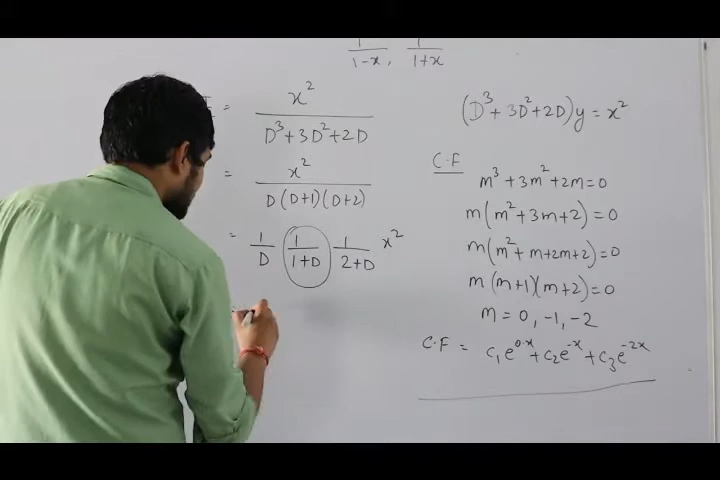 1/(1-x), 1/(1+x)
= x²/(D³+3D²+2D)
= x²/(D(D+1)(D+2))
= 1/D 1/(1+D) 1/(2+D) x²
(D³+3D²+2D)y = x²
C.F
m³+3m²+2m=0
m(m²+3m+2)=0
m(m²+m+2m+2)=0
m(m+1)(m+2)=0
m = 0, -1, -2
C.F = c₁e^(0·x)+c₂e^(-x)+c₃e^(-2x)